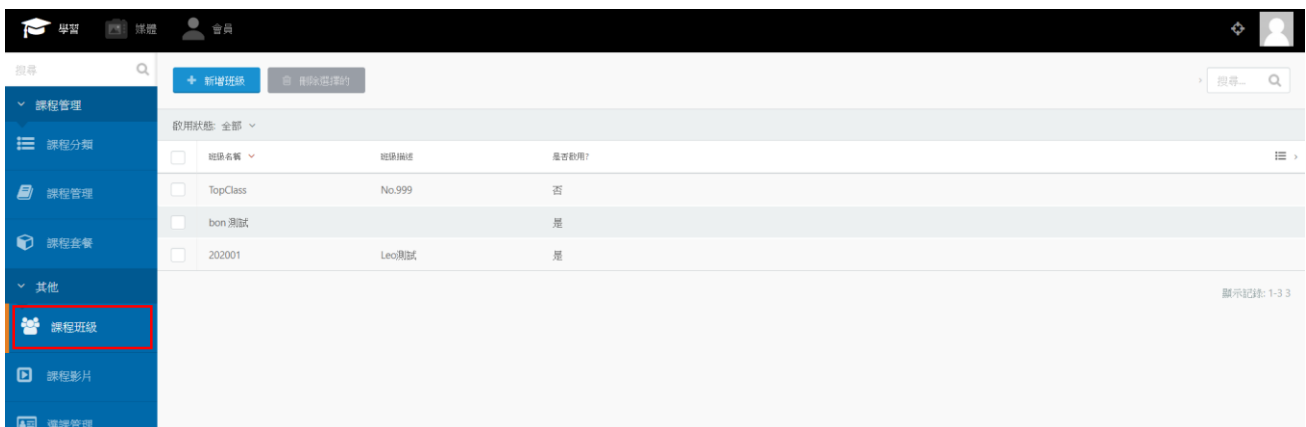 學習 媒體 會員
搜尋
課程管理
課程分類
課程管理
課程套餐
其他
課程班級
課程影片
選課管理
新增班級 刪除選擇的 搜尋...
啟用狀態: 全部
班級名稱 班級描述 是否啟用?
TopClass No.999 否
bon 測試 是
202001 Leo測試 是
顯示記錄: 1-3 3